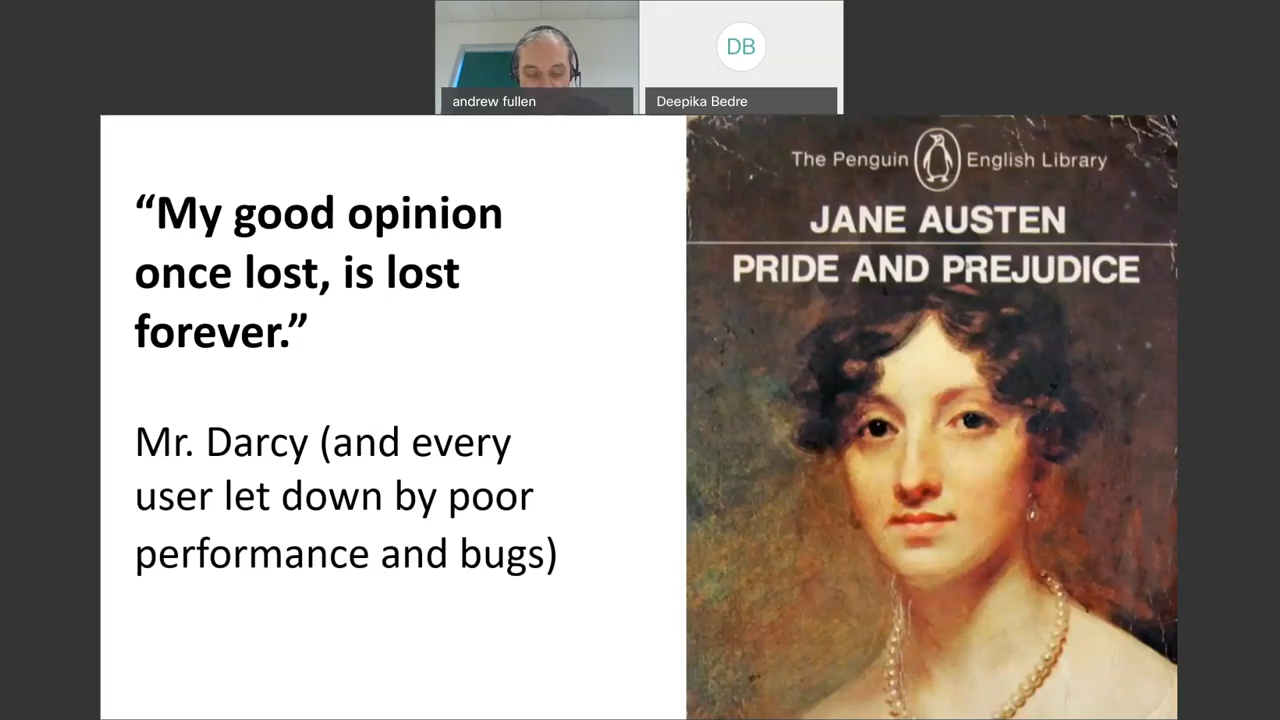 andrew fullen
DB
Deepika Bedre
“My good opinion
once lost, is lost
forever.”
Mr. Darcy (and every
user let down by poor
performance and bugs)
The Penguin English Library
JANE AUSTEN
PRIDE AND PREJUDICE